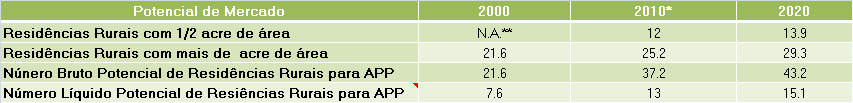 Potencial de Mercado 2000 2010* 2020
Residências Rurais com 1/2 acre de área N.A.** 12 13.9
Residências Rurais com mais de acre de área 21.6 25.2 29.3
Núnero Bruto Potencial de Residências Rurais para APP 21.6 37.2 43.2
Número Líquido Potencial de Resiências Rurais para APP 7.6 13 15.1